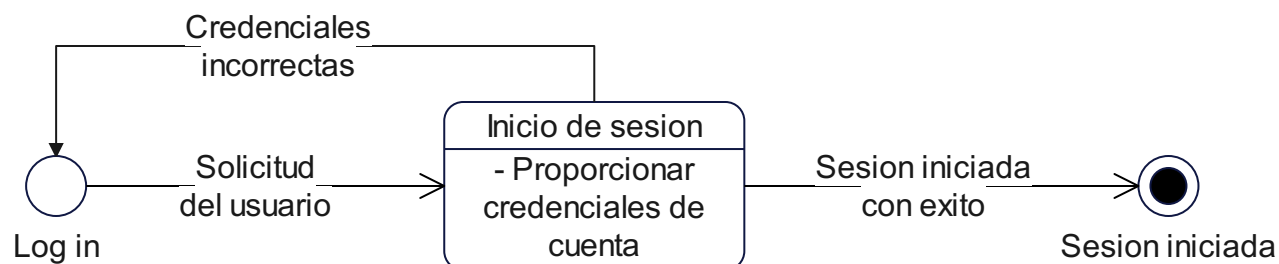 Credenciales
incorrectas
Inicio de sesion
- Proporcionar
credenciales de
cuenta
Solicitud
del usuario
Sesion iniciada
con exito
Log in
Sesion iniciada